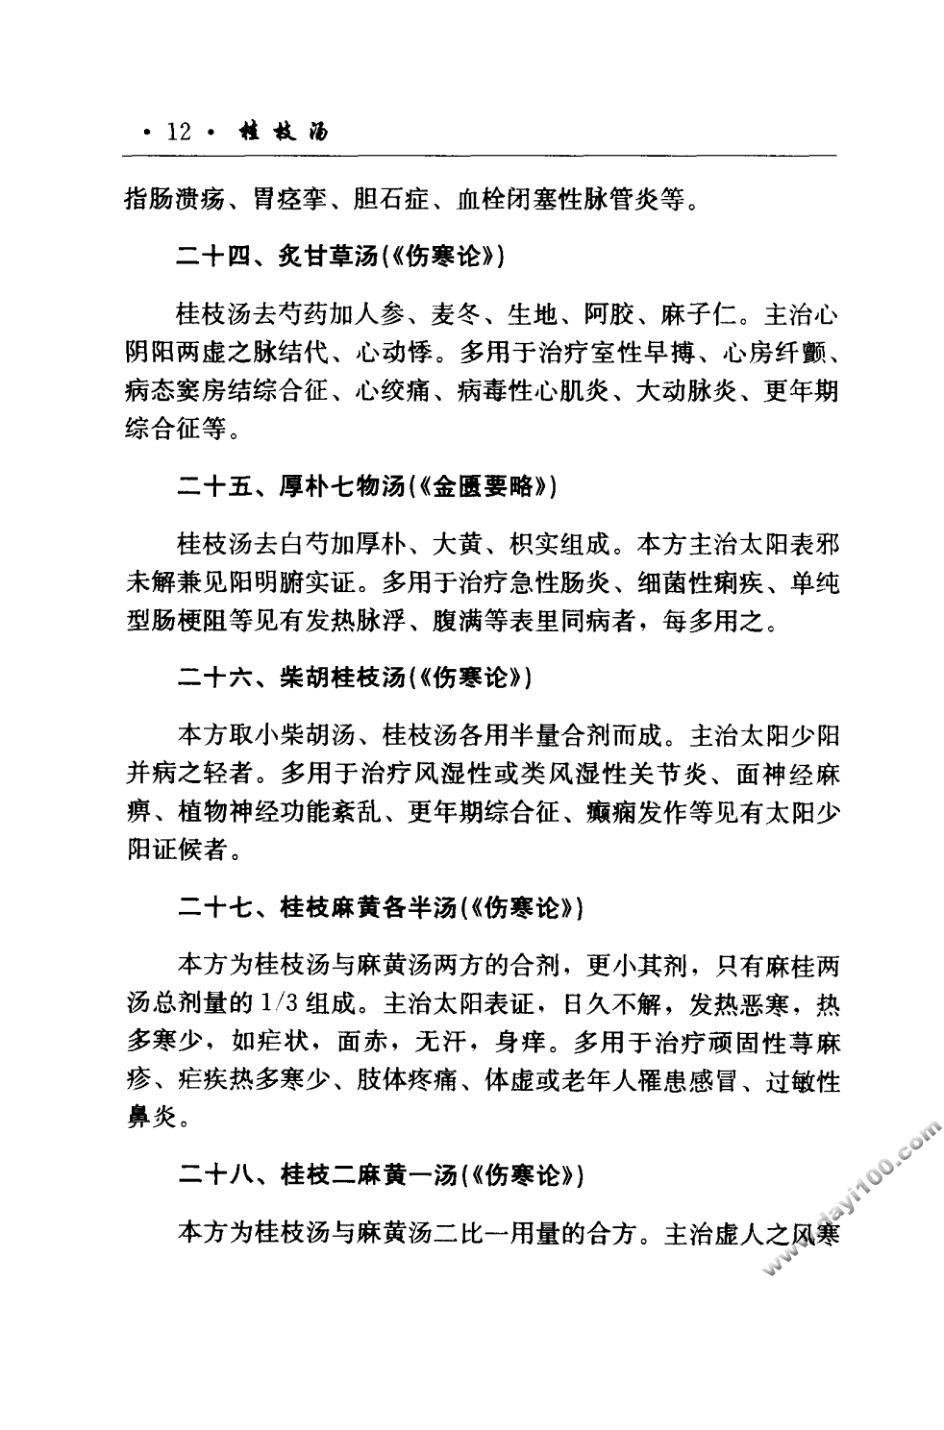 ·12· 桂枝汤
指肠溃疡、胃痉挛、胆石症、血栓闭塞性脉管炎等。
二十四、炙甘草汤(《伤寒论》)
桂枝汤去芍药加人参、麦冬、生地、阿胶、麻子仁。主治心
阴阳两虚之脉结代、心动悸。多用于治疗室性早搏、心房纤颤、
病态窦房结综合征、心绞痛、病毒性心肌炎、大动脉炎、更年期
综合征等。
二十五、厚朴七物汤(《金匮要略》)
桂枝汤去白芍加厚朴、大黄、枳实组成。本方主治太阳表邪
未解兼见阳明腑实证。多用于治疗急性肠炎、细菌性痢疾、单纯
型肠梗阻等见有发热脉浮、腹满等表里同病者，每多用之。
二十六、柴胡桂枝汤(《伤寒论》)
本方取小柴胡汤、桂枝汤各用半量合剂而成。主治太阳少阳
并病之轻者。多用于治疗风湿性或类风湿性关节炎、面神经麻
痹、植物神经功能紊乱、更年期综合征、癫痫发作等见有太阳少
阳证候者。
二十七、桂枝麻黄各半汤(《伤寒论》)
本方为桂枝汤与麻黄汤两方的合剂，更小其剂，只有麻桂两
汤总剂量的1/3组成。主治太阳表证，日久不解，发热恶寒，热
多寒少，如疟状，面赤，无汗，身痒。多用于治疗顽固性荨麻
疹、疟疾热多寒少、肢体疼痛、体虚或老年人罹患感冒、过敏性
鼻炎。
二十八、桂枝二麻黄一汤(《伤寒论》)
本方为桂枝汤与麻黄汤二比一用量的合方。主治虚人之风寒
www.dayi100.com